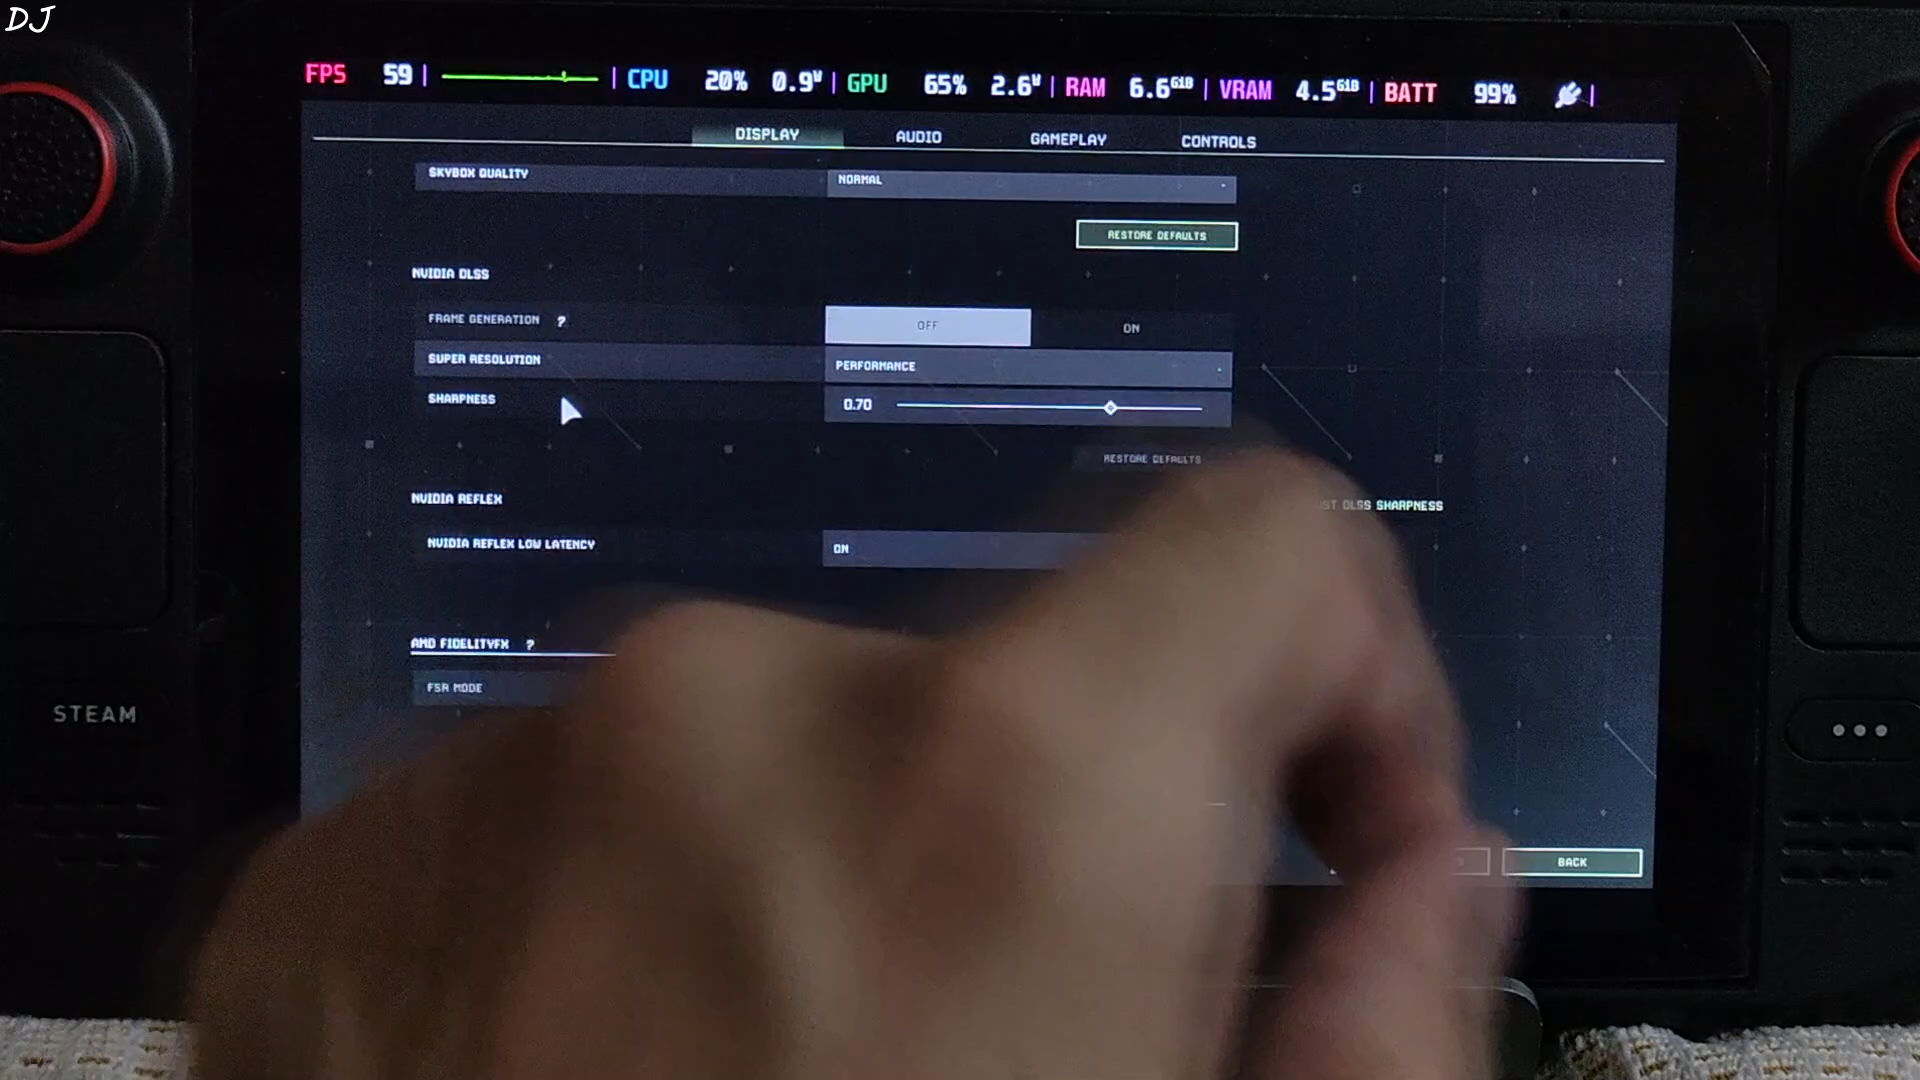 DJ
FPS 59 | | CPU 20% 0.9W | GPU 65% 2.6W | RAM 6.6GiB | VRAM 4.5GiB | BATT 99% |
DISPLAY AUDIO GAMEPLAY CONTROLS
SKYBOX QUALITY NORMAL
RESTORE DEFAULTS
NVIDIA DLSS
FRAME GENERATION ? OFF ON
SUPER RESOLUTION PERFORMANCE
SHARPNESS 0.70
RESTORE DEFAULTS
NVIDIA REFLEX
DLSS SHARPNESS
NVIDIA REFLEX LOW LATENCY ON
AMD FIDELITYFX ?
FSR MODE
STEAM
BACK